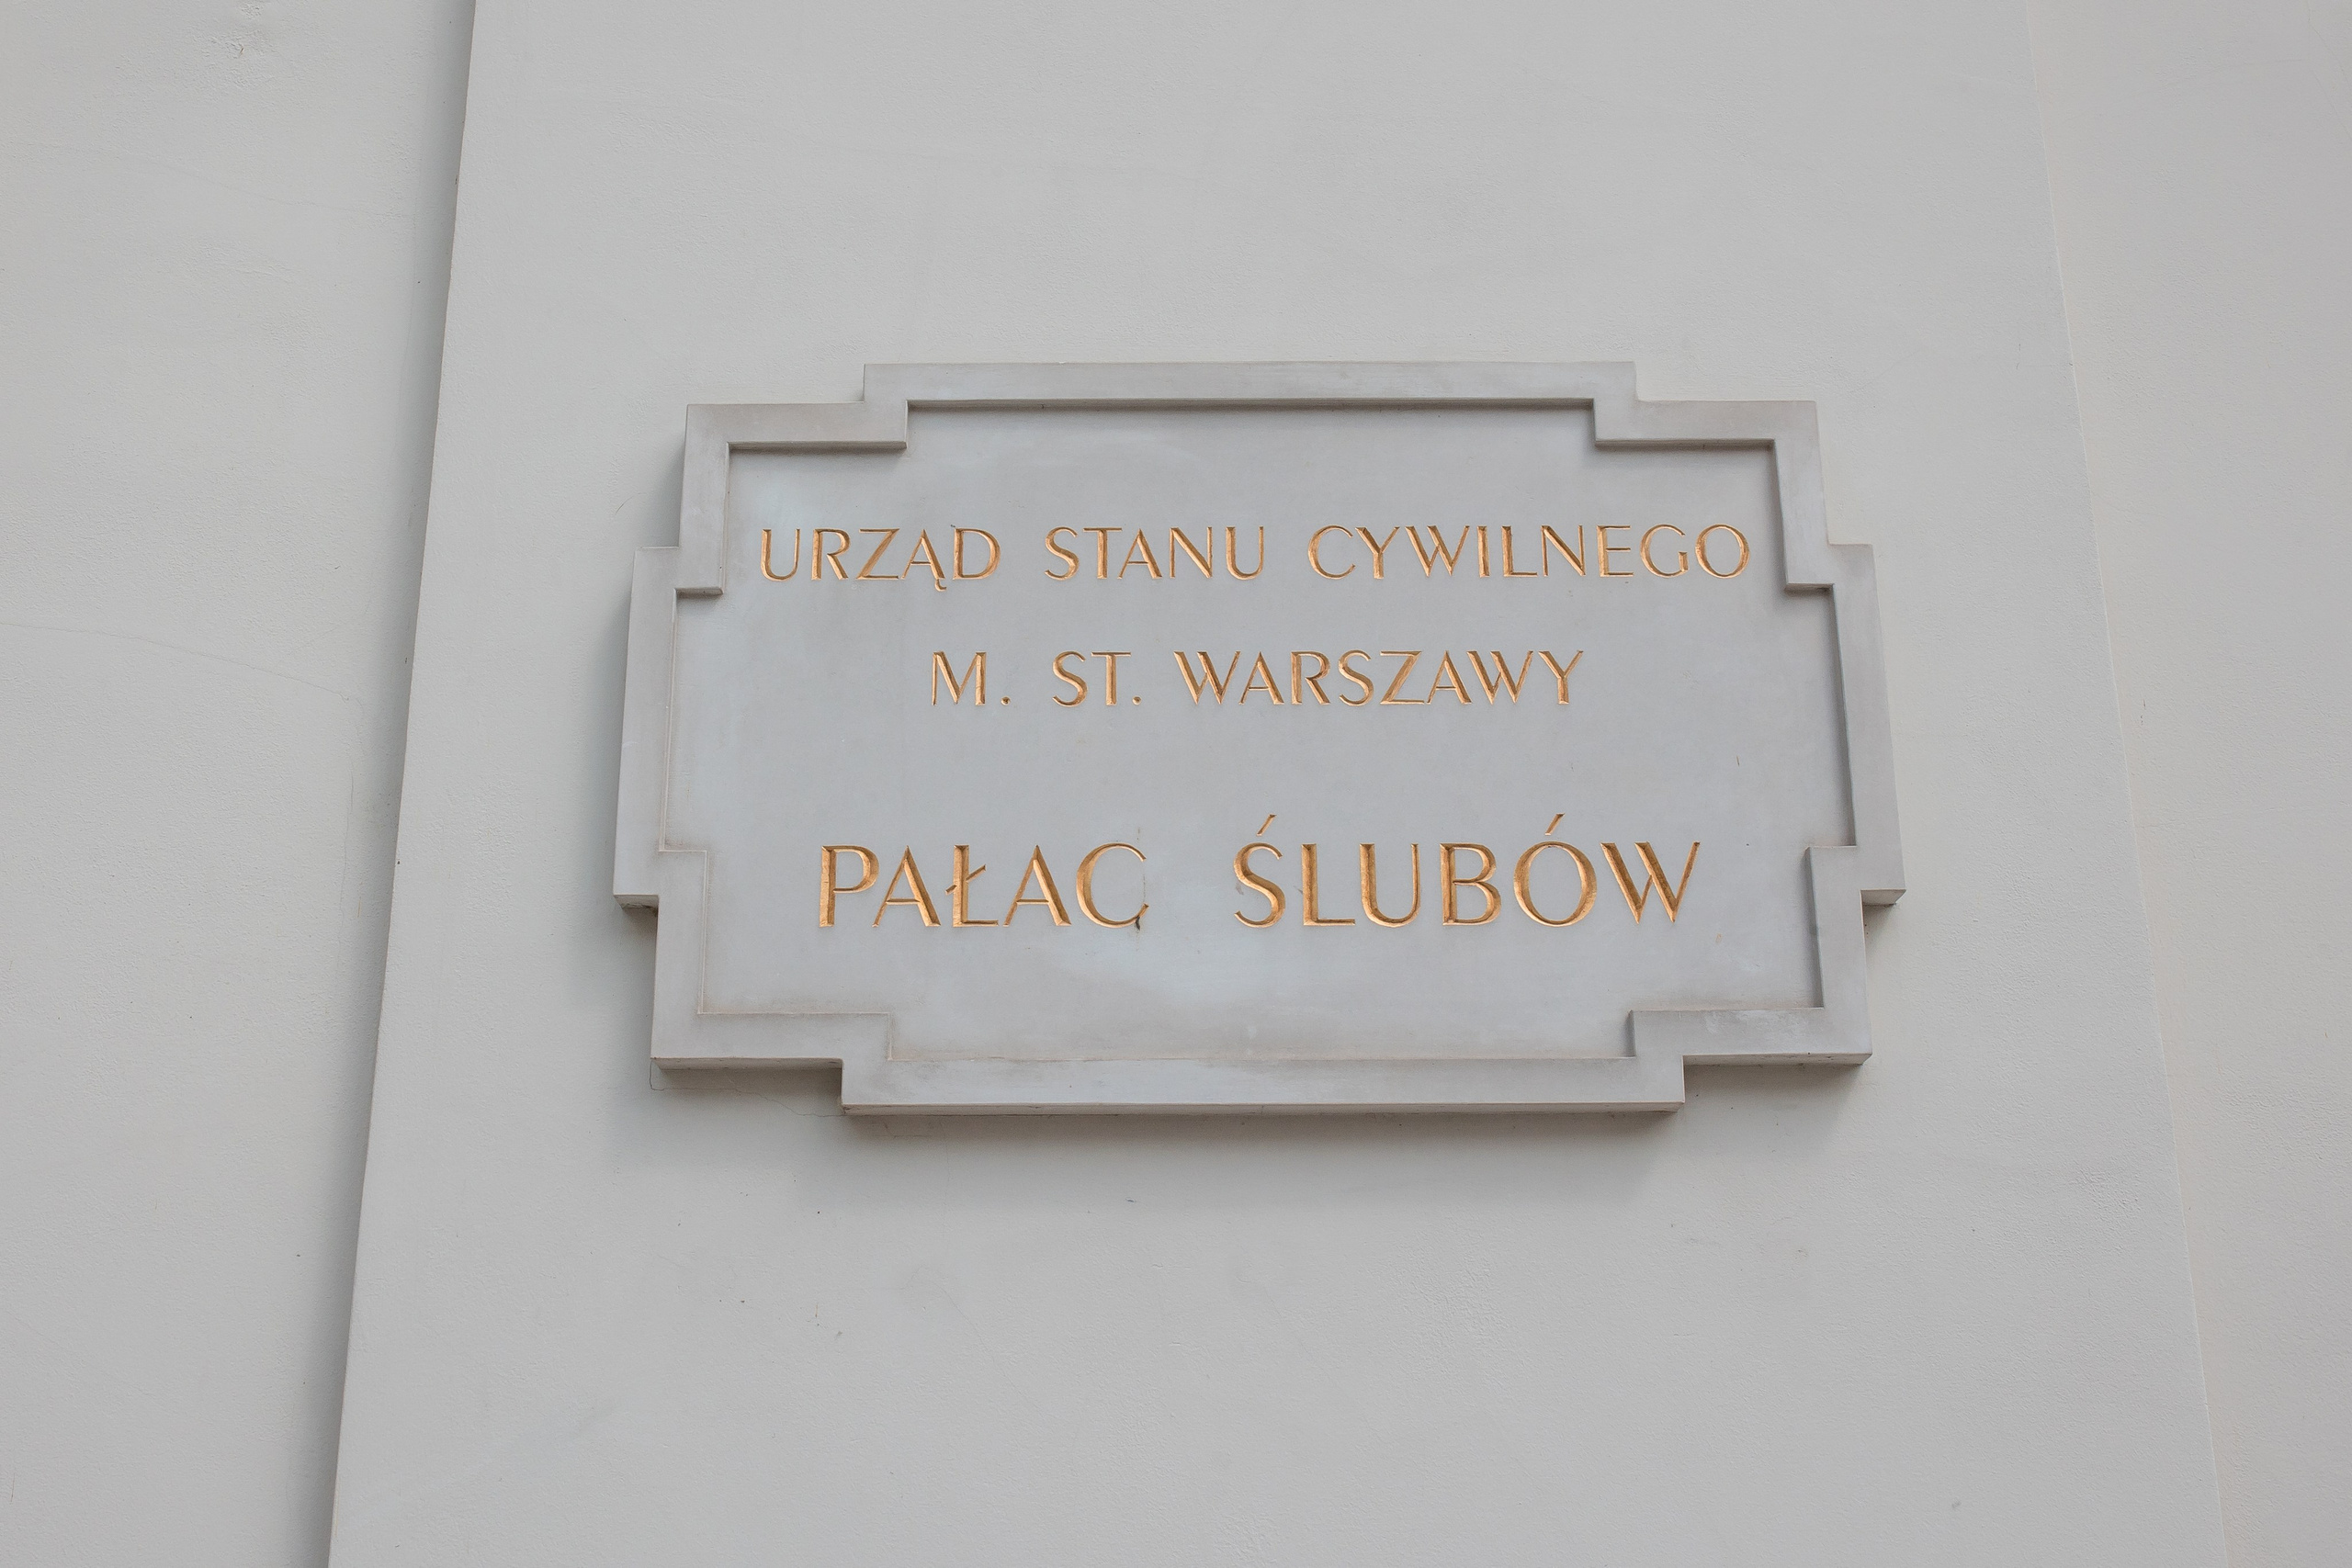 URZĄD STANU CYWILNEGO
M. ST. WARSZAWY
PAŁAC ŚLUBÓW